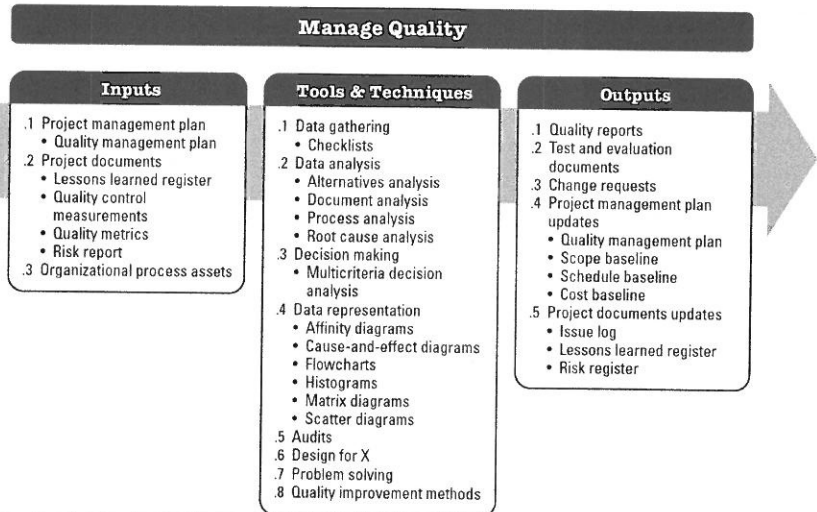 Manage Quality
Inputs
.1 Project management plan
• Quality management plan
.2 Project documents
• Lessons learned register
• Quality control
measurements
• Quality metrics
• Risk report
.3 Organizational process assets
Tools & Techniques
.1 Data gathering
• Checklists
.2 Data analysis
• Alternatives analysis
• Document analysis
• Process analysis
• Root cause analysis
.3 Decision making
• Multicriteria decision
analysis
.4 Data representation
• Affinity diagrams
• Cause-and-effect diagrams
• Flowcharts
• Histograms
• Matrix diagrams
• Scatter diagrams
.5 Audits
.6 Design for X
.7 Problem solving
.8 Quality improvement methods
Outputs
.1 Quality reports
.2 Test and evaluation
documents
.3 Change requests
.4 Project management plan
updates
• Quality management plan
• Scope baseline
• Schedule baseline
• Cost baseline
.5 Project documents updates
• Issue log
• Lessons learned register
• Risk register